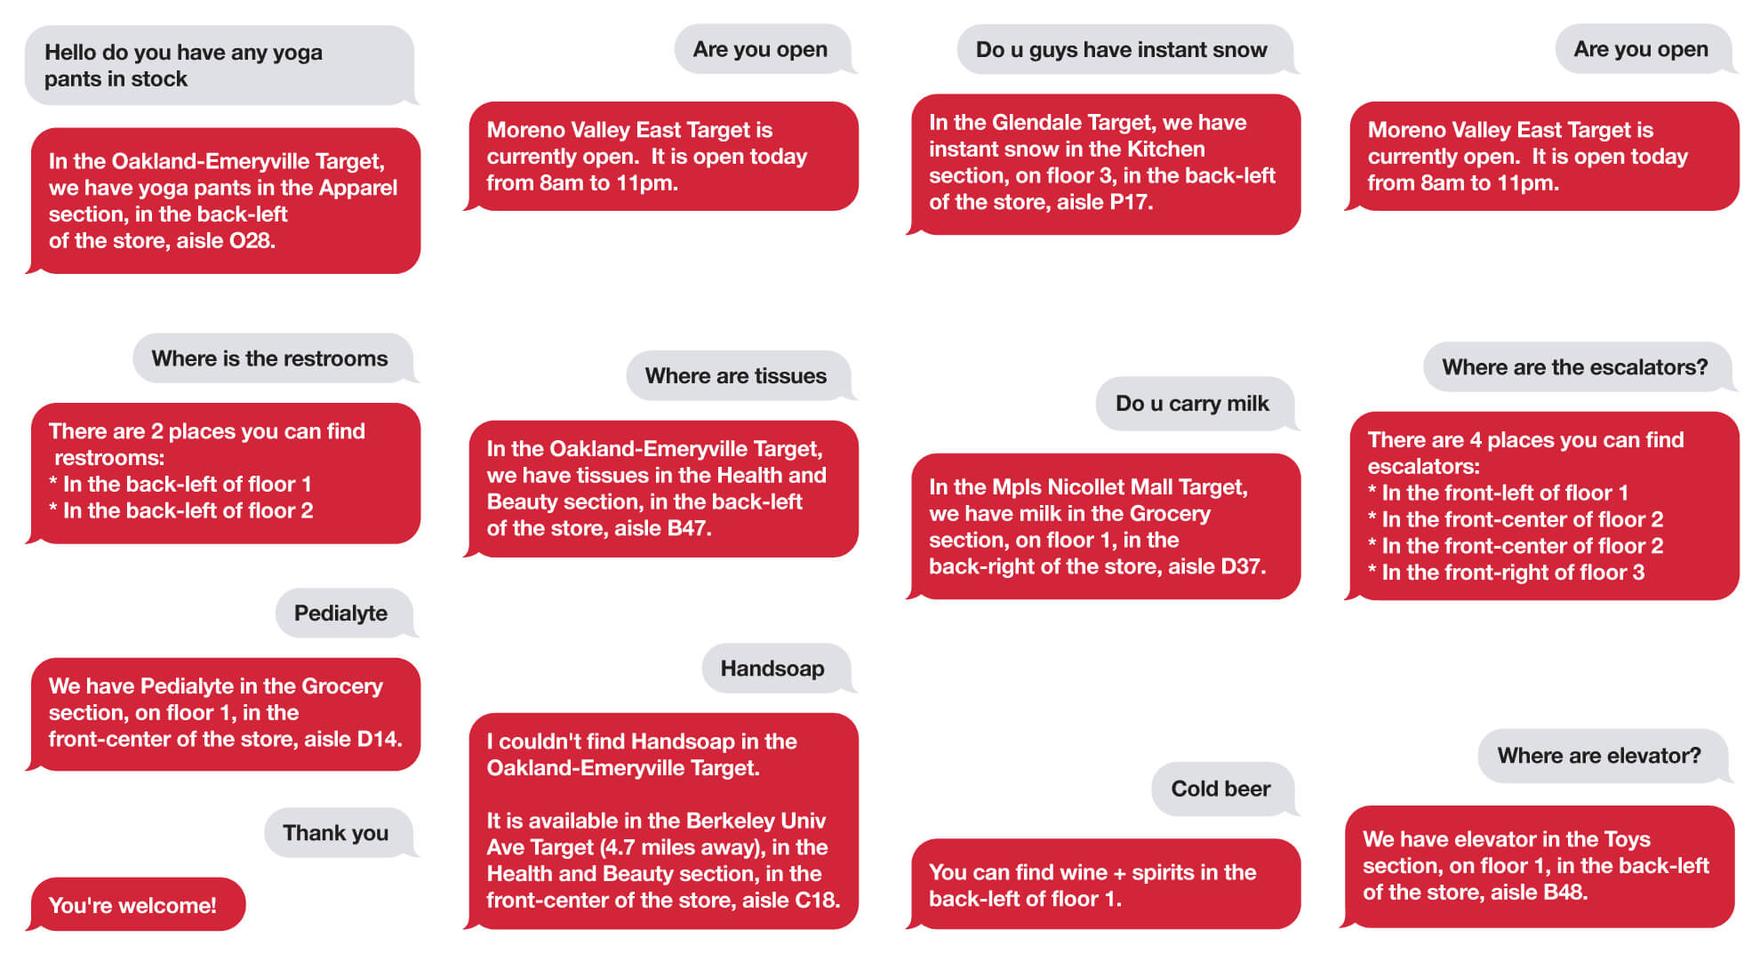 Hello do you have any yoga
pants in stock
In the Oakland-Emeryville Target,
we have yoga pants in the Apparel
section, in the back-left
of the store, aisle O28.
Where is the restrooms
There are 2 places you can find
restrooms:
* In the back-left of floor 1
* In the back-left of floor 2
Pedialyte
We have Pedialyte in the Grocery
section, on floor 1, in the
front-center of the store, aisle D14.
Thank you
You're welcome!
Are you open
Moreno Valley East Target is
currently open.  It is open today
from 8am to 11pm.
Where are tissues
In the Oakland-Emeryville Target,
we have tissues in the Health and
Beauty section, in the back-left
of the store, aisle B47.
Handsoap
I couldn't find Handsoap in the
Oakland-Emeryville Target.
It is available in the Berkeley Univ
Ave Target (4.7 miles away), in the
Health and Beauty section, in the
front-center of the store, aisle C18.
Do u guys have instant snow
In the Glendale Target, we have
instant snow in the Kitchen
section, on floor 3, in the back-left
of the store, aisle P17.
Do u carry milk
In the Mpls Nicollet Mall Target,
we have milk in the Grocery
section, on floor 1, in the
back-right of the store, aisle D37.
Cold beer
You can find wine + spirits in the
back-left of floor 1.
Are you open
Moreno Valley East Target is
currently open.  It is open today
from 8am to 11pm.
Where are the escalators?
There are 4 places you can find
escalators:
* In the front-left of floor 1
* In the front-center of floor 2
* In the front-center of floor 2
* In the front-right of floor 3
Where are elevator?
We have elevator in the Toys
section, on floor 1, in the back-left
of the store, aisle B48.